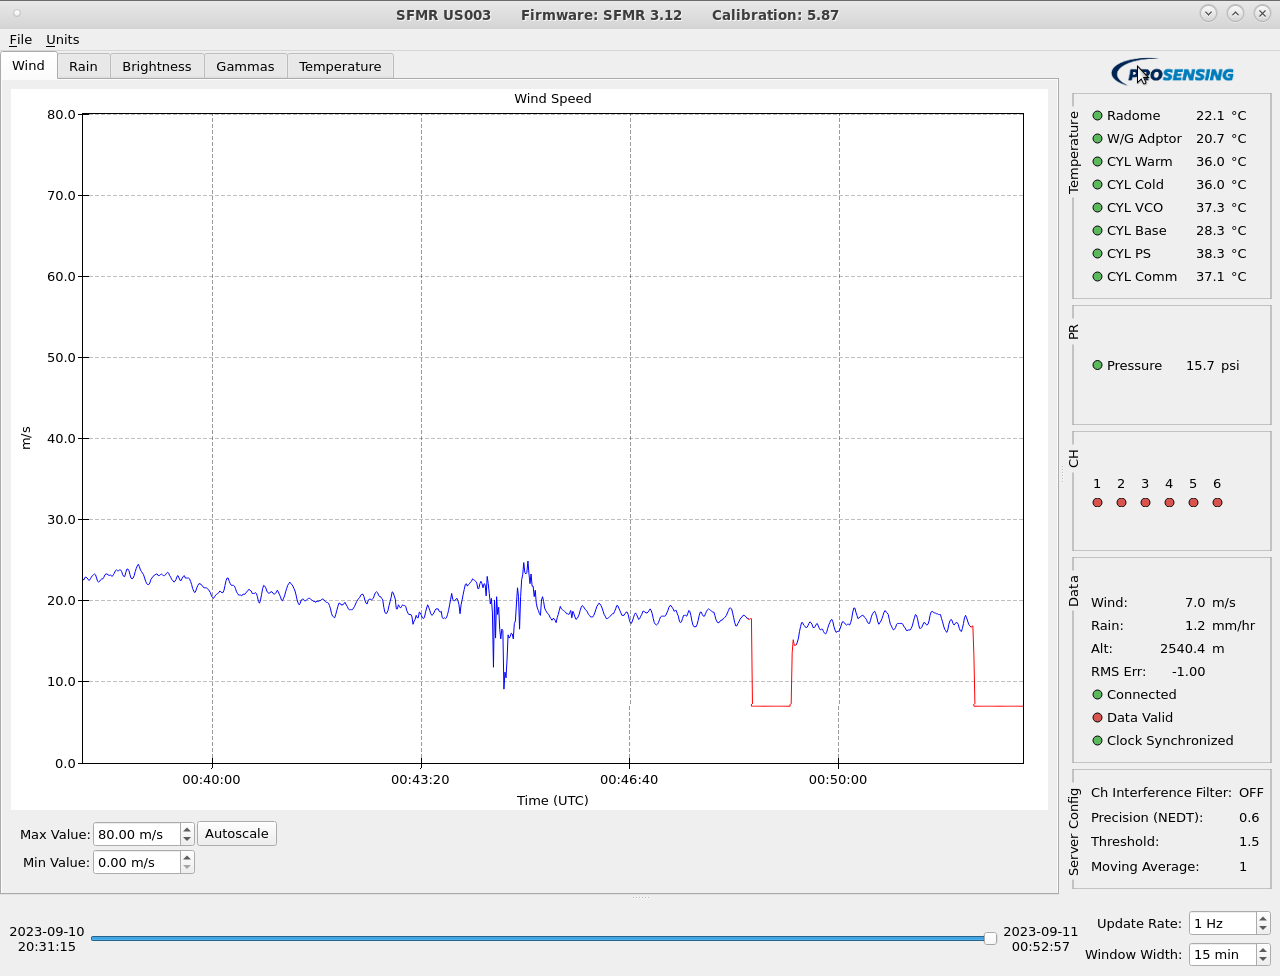 SFMR US003 Firmware: SFMR 3.12 Calibration: 5.87
File Units
Wind Rain Brightness Gammas Temperature
PROSENSING
Wind Speed
80.0
70.0
60.0
50.0
40.0
30.0
20.0
10.0
0.0
m/s
00:40:00 00:43:20 00:46:40 00:50:00
Time (UTC)
Max Value: 80.00 m/s Autoscale
Min Value: 0.00 m/s
Temperature
Radome 22.1 °C
W/G Adptor 20.7 °C
CYL Warm 36.0 °C
CYL Cold 36.0 °C
CYL VCO 37.3 °C
CYL Base 28.3 °C
CYL PS 38.3 °C
CYL Comm 37.1 °C
PR
Pressure 15.7 psi
CH
1 2 3 4 5 6
Data
Wind: 7.0 m/s
Rain: 1.2 mm/hr
Alt: 2540.4 m
RMS Err: -1.00
Connected
Data Valid
Clock Synchronized
Server Config
Ch Interference Filter: OFF
Precision (NEDT): 0.6
Threshold: 1.5
Moving Average: 1
2023-09-10
20:31:15
2023-09-11
00:52:57
Update Rate: 1 Hz
Window Width: 15 min